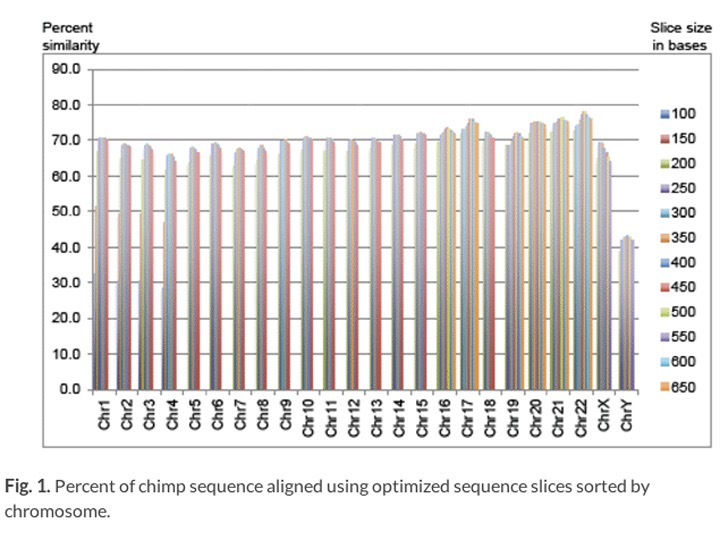 Percent
similarity
Slice size
in bases
90.0
80.0
70.0
60.0
50.0
40.0
30.0
20.0
10.0
0.0
100
150
200
250
300
350
400
450
500
550
600
650
Chr1
Chr2
Chr3
Chr4
Chr5
Chr6
Chr7
Chr8
Chr9
Chr10
Chr11
Chr12
Chr13
Chr14
Chr15
Chr16
Chr17
Chr18
Chr19
Chr20
Chr21
Chr22
ChrX
ChrY
Fig. 1. Percent of chimp sequence aligned using optimized sequence slices sorted by
chromosome.